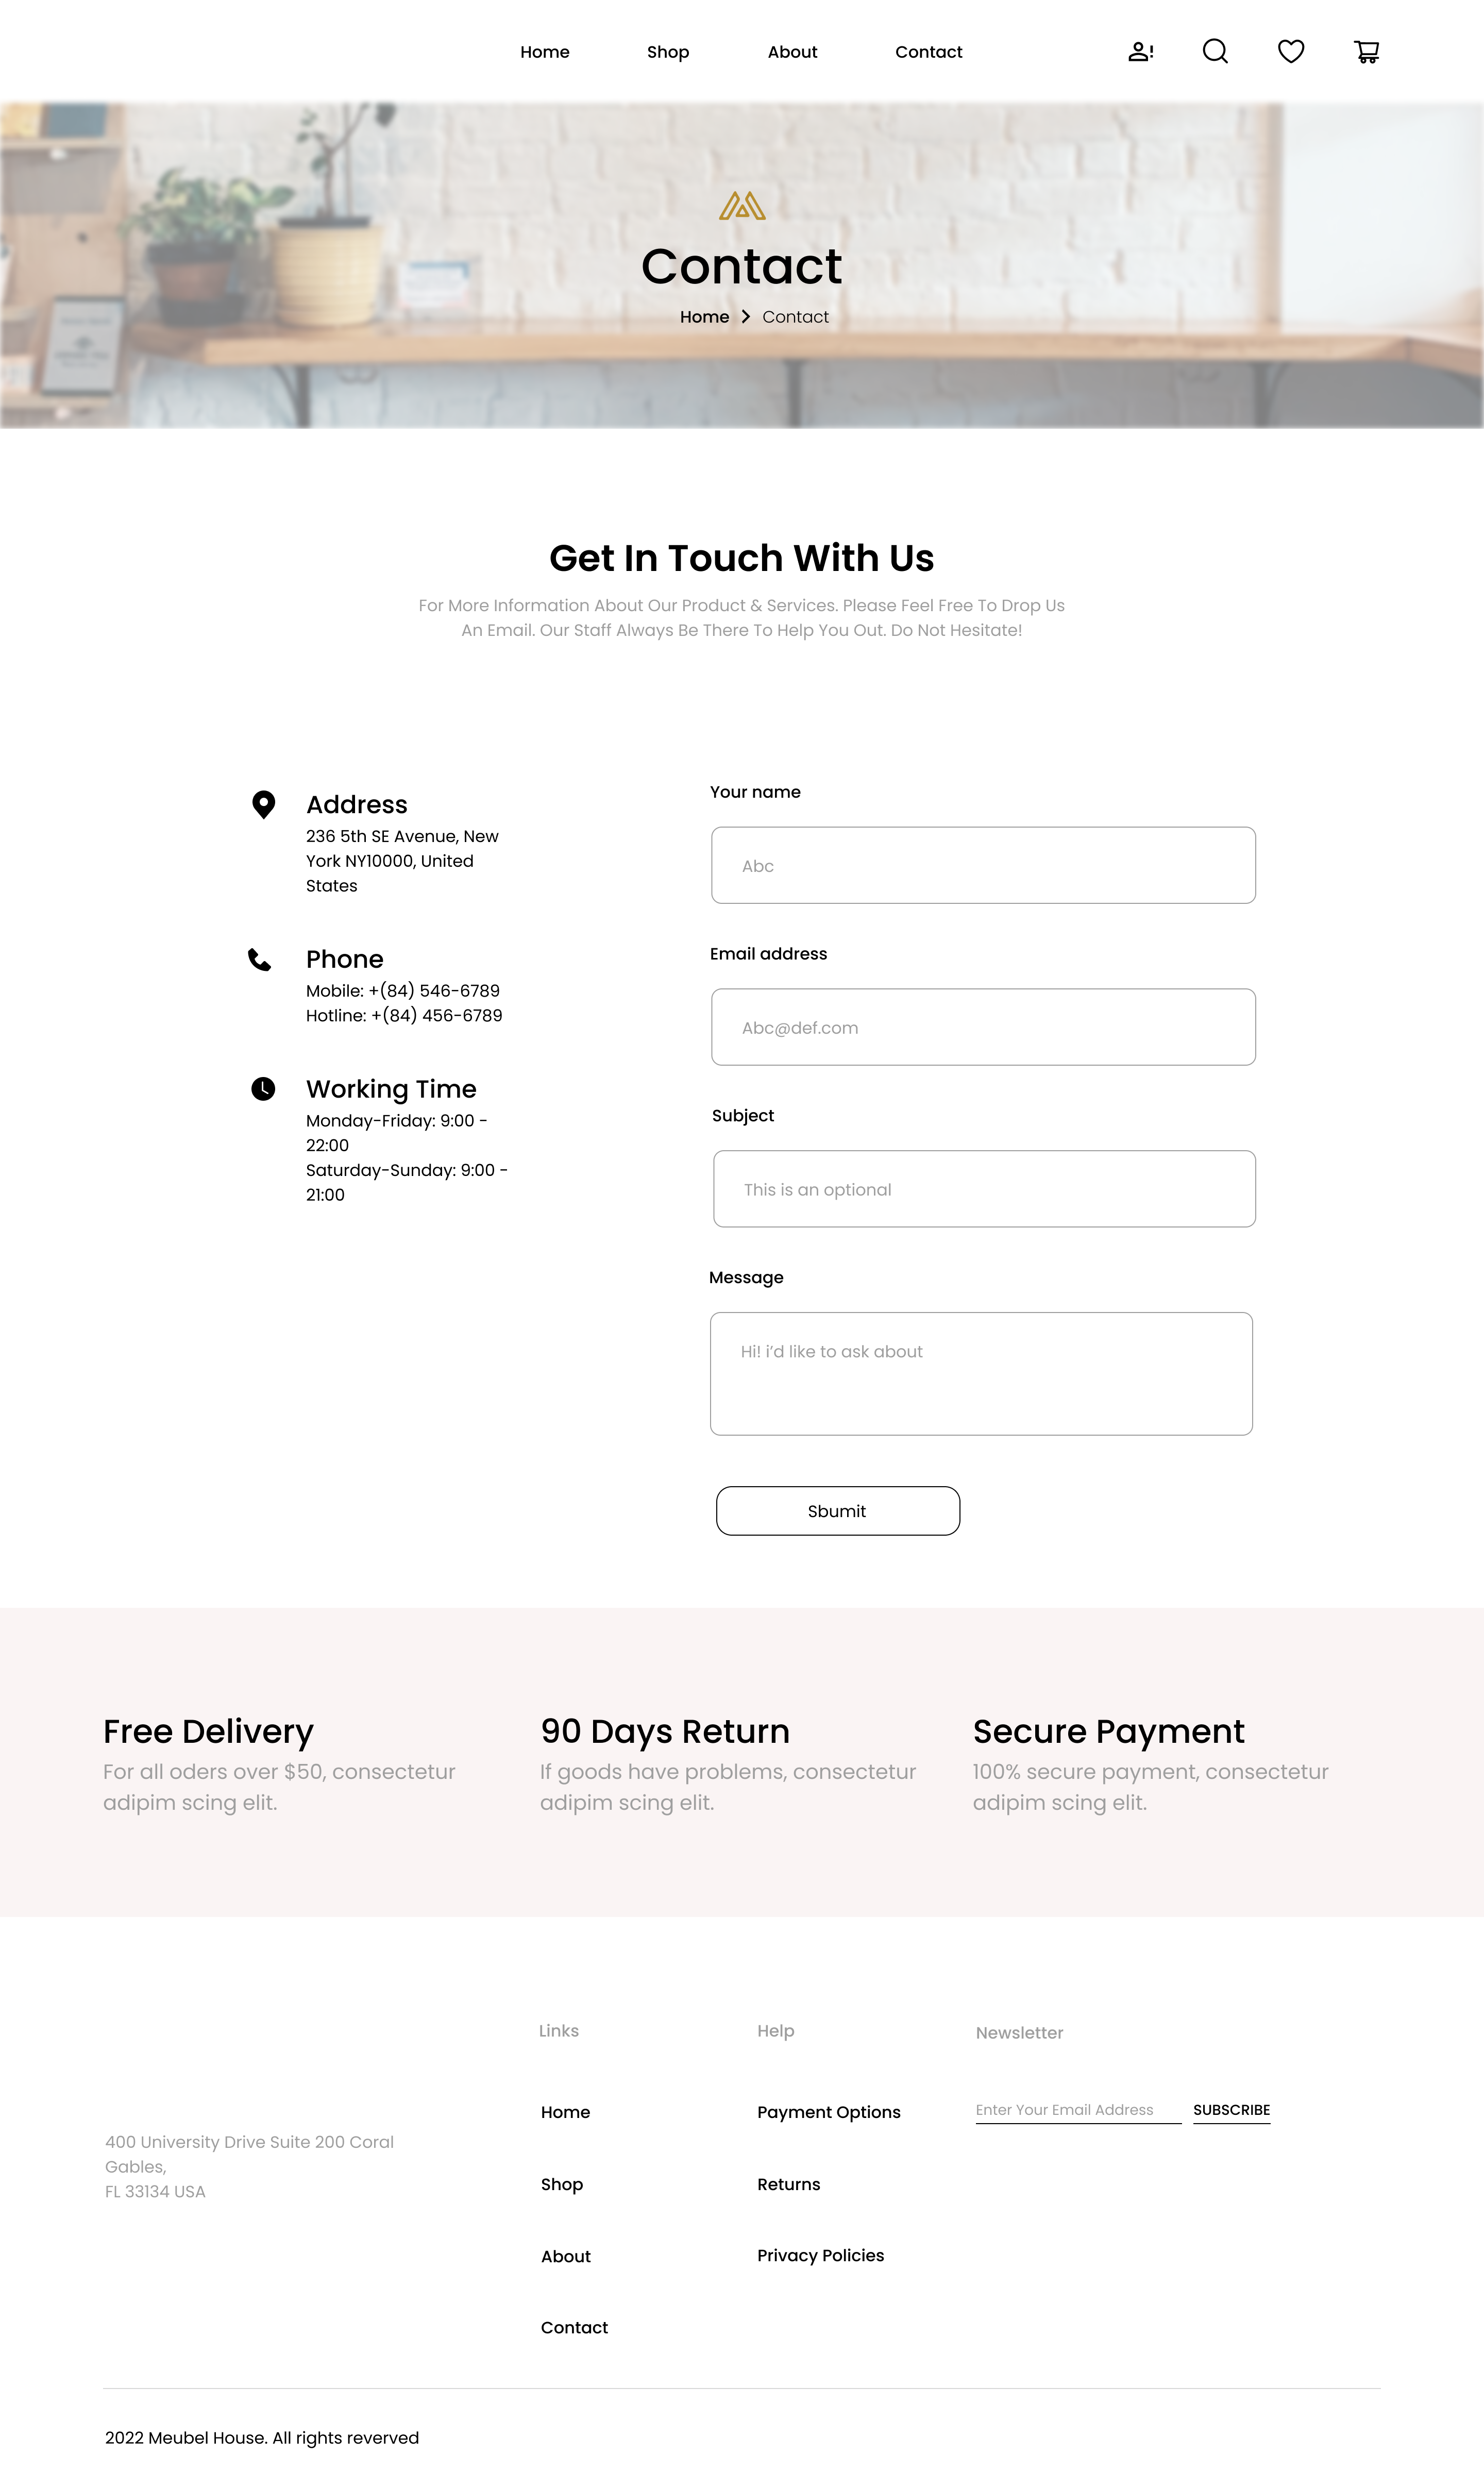 Home Shop About Contact
Contact
Home Contact
Get In Touch With Us
For More Information About Our Product & Services. Please Feel Free To Drop Us
An Email. Our Staff Always Be There To Help You Out. Do Not Hesitate!
Address
236 5th SE Avenue, New
York NY10000, United
States
Phone
Mobile: +(84) 546-6789
Hotline: +(84) 456-6789
Working Time
Monday-Friday: 9:00 -
22:00
Saturday-Sunday: 9:00 -
21:00
Your name
Abc
Email address
Abc@def.com
Subject
This is an optional
Message
Hi! i'd like to ask about
Sbumit
Free Delivery
For all oders over $50, consectetur
adipim scing elit.
90 Days Return
If goods have problems, consectetur
adipim scing elit.
Secure Payment
100% secure payment, consectetur
adipim scing elit.
400 University Drive Suite 200 Coral
Gables,
FL 33134 USA
Links
Home
Shop
About
Contact
Help
Payment Options
Returns
Privacy Policies
Newsletter
Enter Your Email Address SUBSCRIBE
2022 Meubel House. All rights reverved